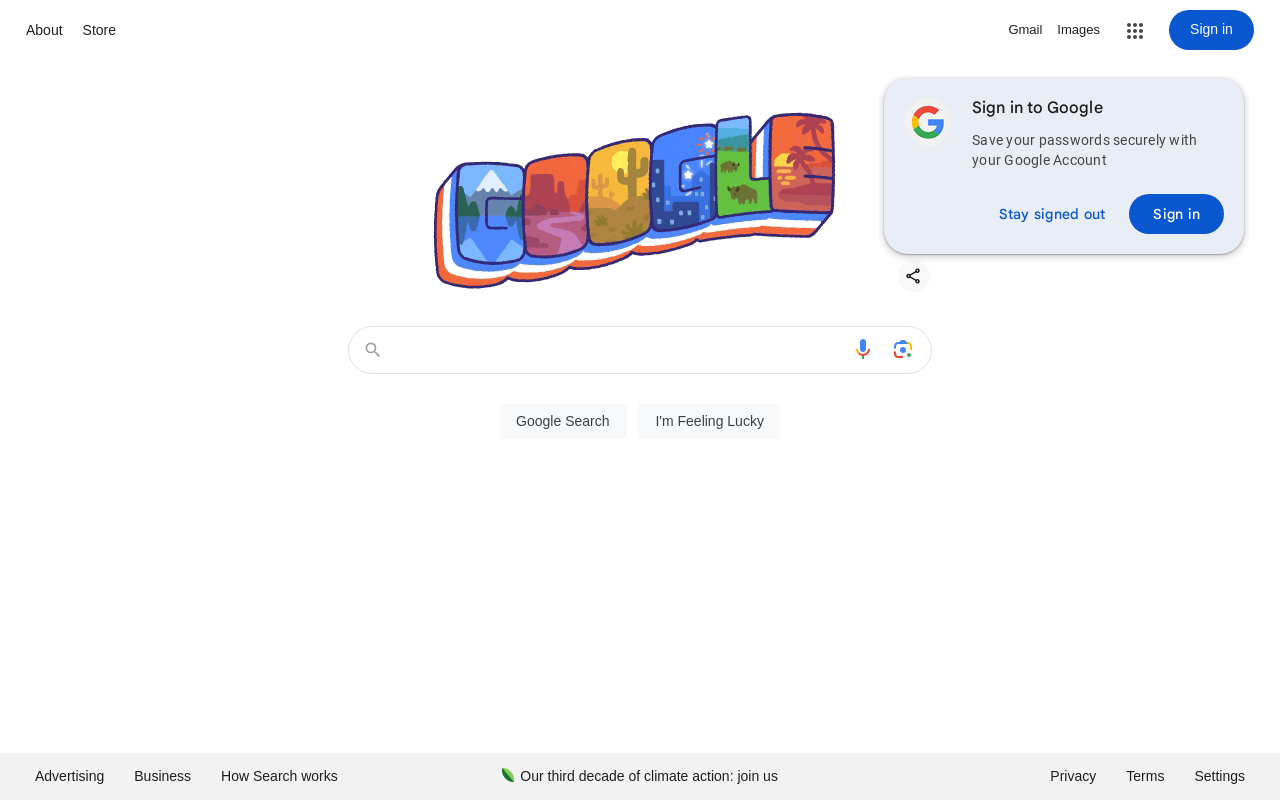 About
Store
Gmail
Images
Sign in
Sign in to Google
Save your passwords securely with
your Google Account
Stay signed out
Sign in
Google Search
I'm Feeling Lucky
Advertising
Business
How Search works
Our third decade of climate action: join us
Privacy
Terms
Settings